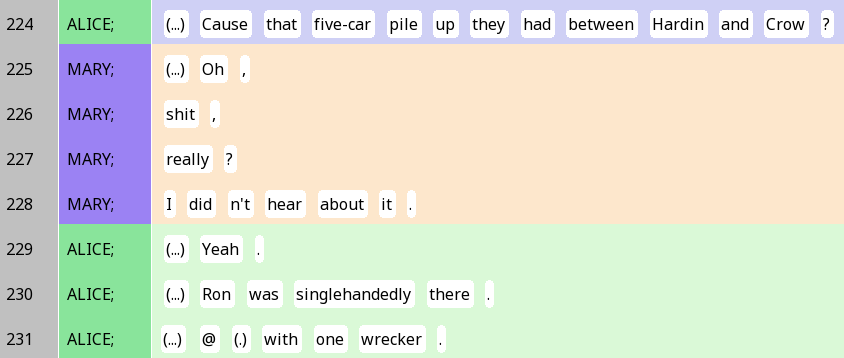 224 ALICE; (...) Cause that five-car pile up they had between Hardin and Crow ?
225 MARY; (...) Oh ,
226 MARY; shit ,
227 MARY; really ?
228 MARY; I did n't hear about it .
229 ALICE; (...) Yeah .
230 ALICE; (...) Ron was singlehandedly there .
231 ALICE; (...) @ (.) with one wrecker .